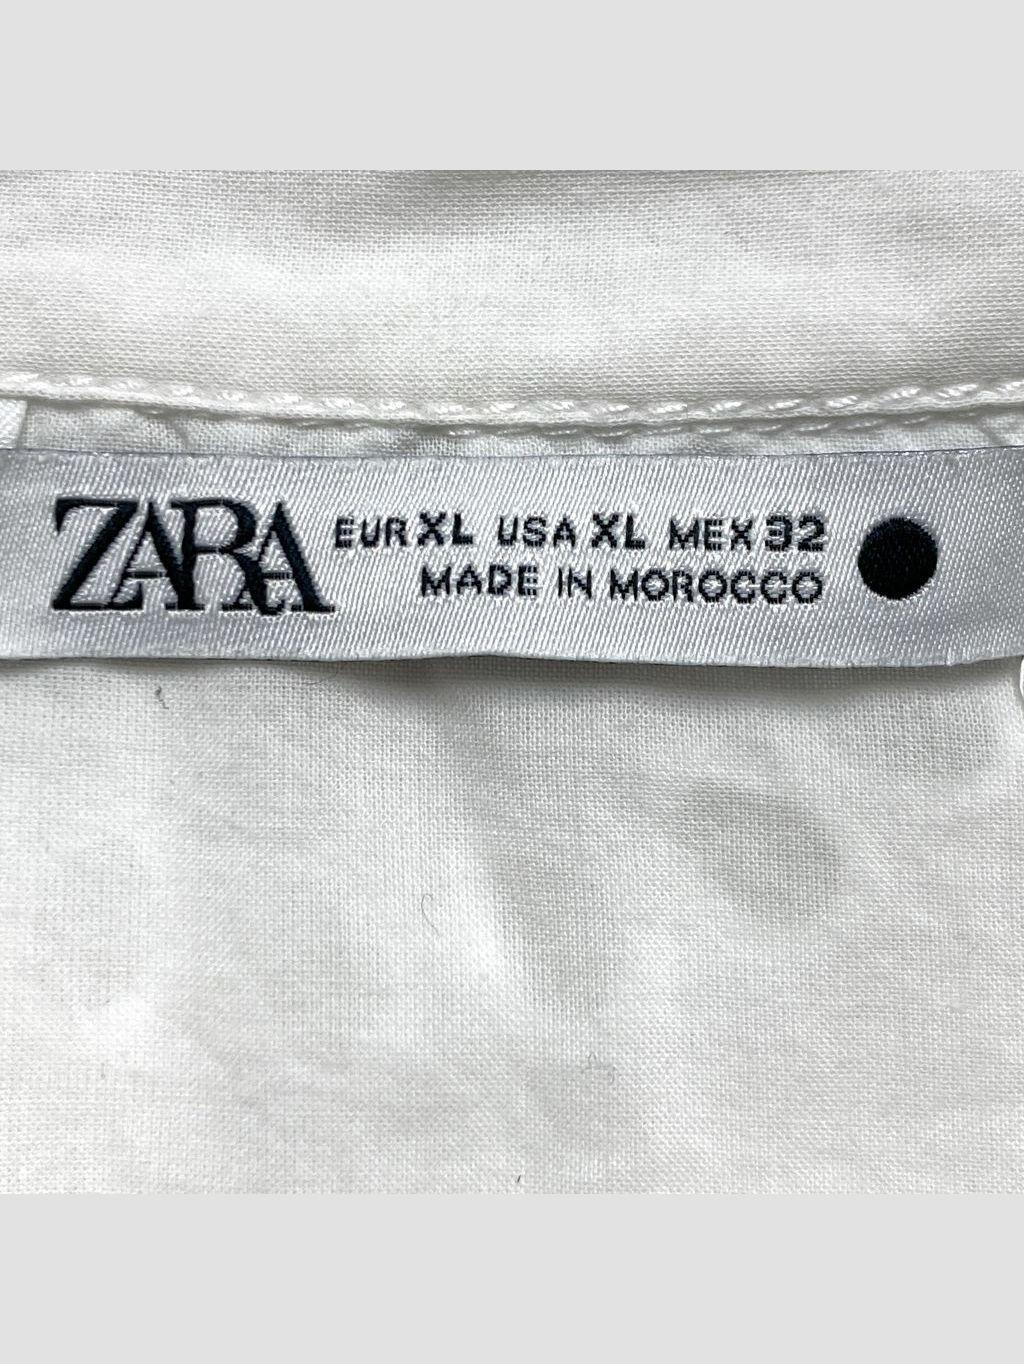 ZARA EUR XL USA XL MEX 32
MADE IN MOROCCO